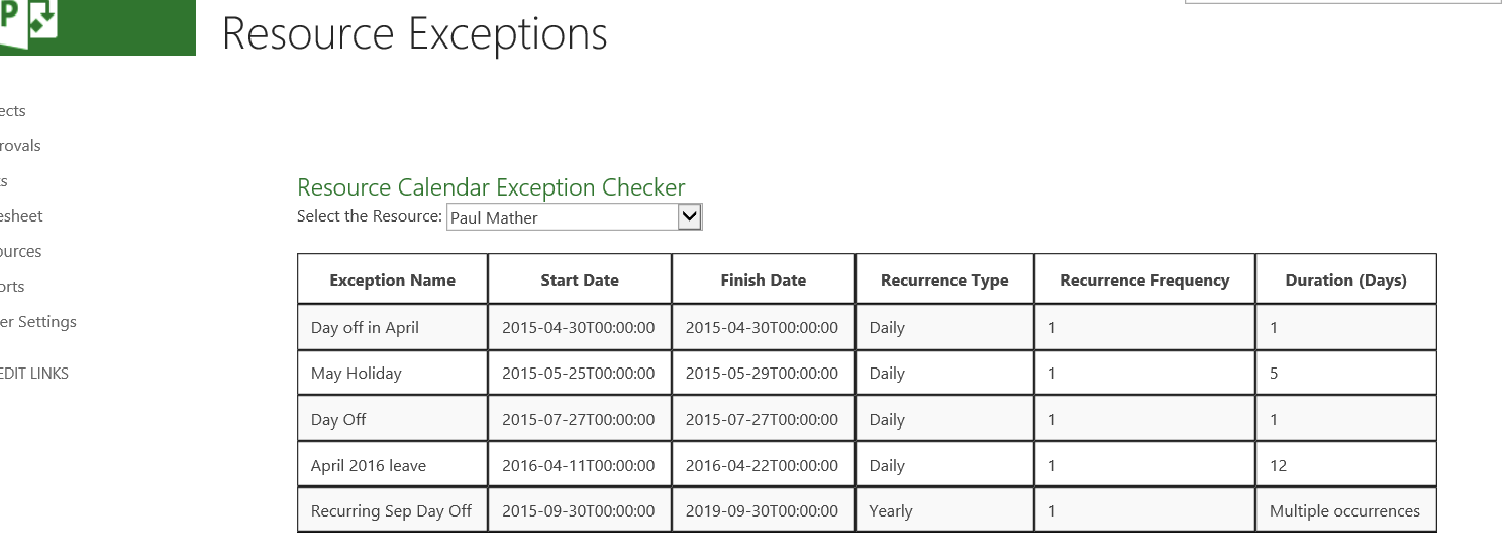 P
Resource Exceptions
ects
rovals
s
esheet
ources
orts
er Settings
EDIT LINKS
Resource Calendar Exception Checker
Select the Resource: Paul Mather
Exception Name Start Date Finish Date Recurrence Type Recurrence Frequency Duration (Days)
Day off in April 2015-04-30T00:00:00 2015-04-30T00:00:00 Daily 1 1
May Holiday 2015-05-25T00:00:00 2015-05-29T00:00:00 Daily 1 5
Day Off 2015-07-27T00:00:00 2015-07-27T00:00:00 Daily 1 1
April 2016 leave 2016-04-11T00:00:00 2016-04-22T00:00:00 Daily 1 12
Recurring Sep Day Off 2015-09-30T00:00:00 2019-09-30T00:00:00 Yearly 1 Multiple occurrences